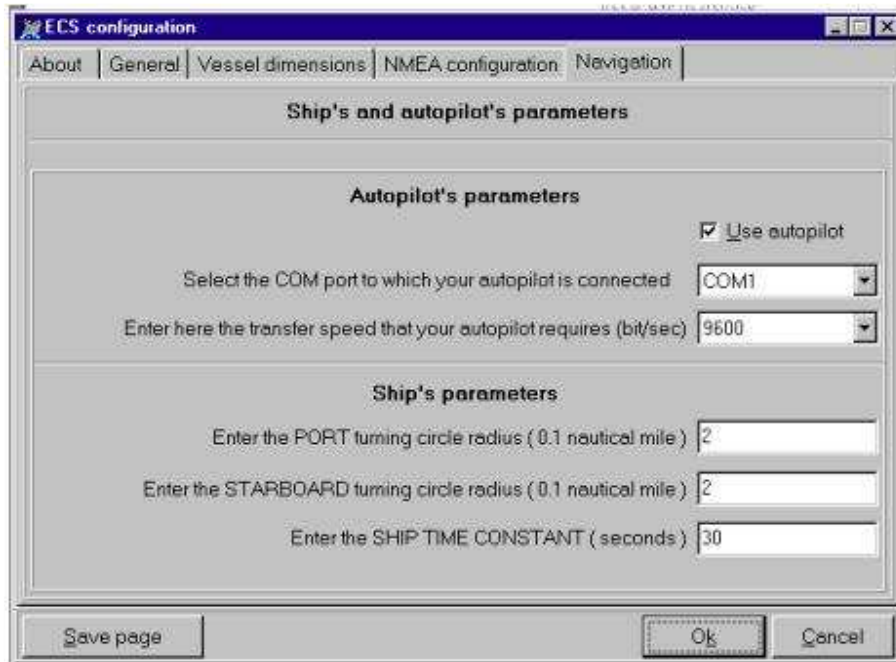 ECS configuration
About General Vessel dimensions NMEA configuration Navigation
Ship's and autopilot's parameters
Autopilot's parameters
Use autopilot
Select the COM port to which your autopilot is connected COM1
Enter here the transfer speed that your autopilot requires (bit/sec) 9600
Ship's parameters
Enter the PORT turning circle radius ( 0.1 nautical mile ) 2
Enter the STARBOARD turning circle radius ( 0.1 nautical mile ) 2
Enter the SHIP TIME CONSTANT ( seconds ) 30
Save page Ok Cancel